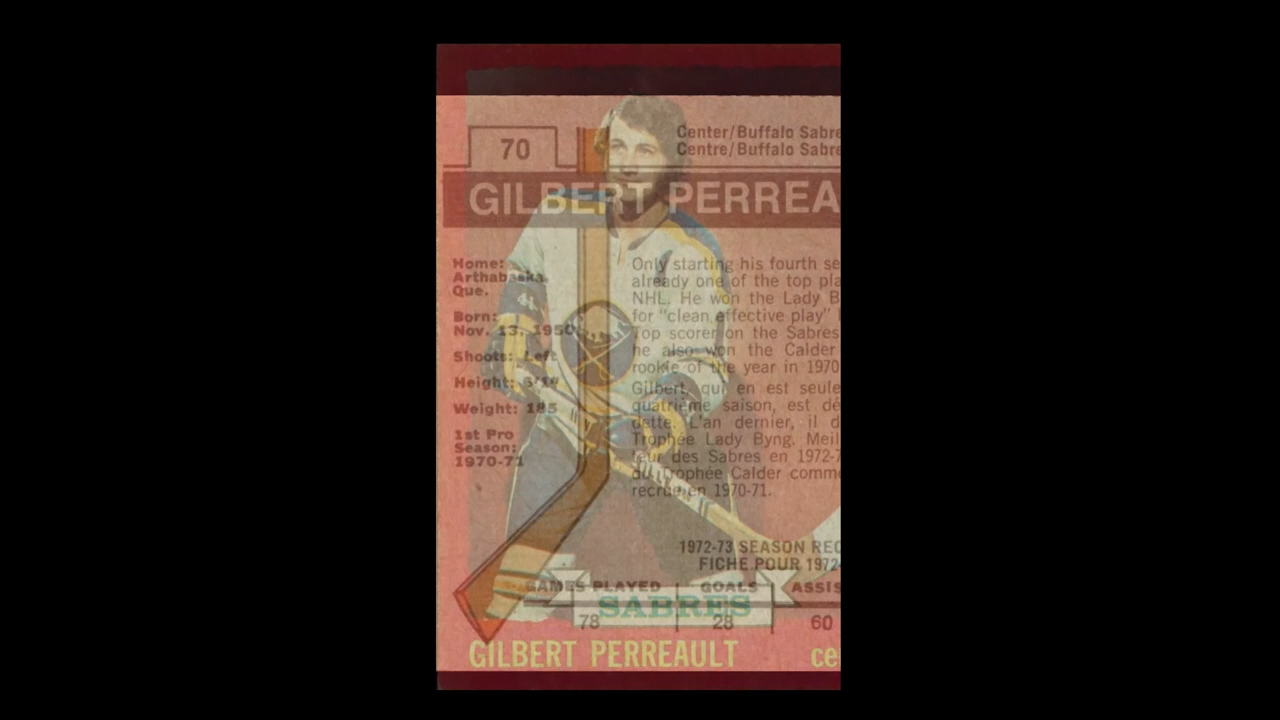 70
Center/Buffalo Sabre
Centre/Buffalo Sabre
GILBERT PERREA
Home:
Arthabaska,
Que.
Born:
Nov. 13, 1950
Shoots: Left
Height: 6'1"
Weight: 185
1st Pro
Season:
1970-71
Only starting his fourth se
already one of the top pla
NHL. He won the Lady B
for "clean effective play"
Top scorer on the Sabres
he also won the Calder
rookie of the year in 1970
Gilbert, qui en est seule
quatrième saison, est dé
dette. L'an dernier, il d
Trophée Lady Byng. Meil
leur des Sabres en 1972-7
du Trophée Calder comme
recrue en 1970-71.
1972-73 SEASON REC
FICHE POUR 1972-
GAMES PLAYED GOALS ASSIS
SABRES
78 28 60
GILBERT PERREAULT ce